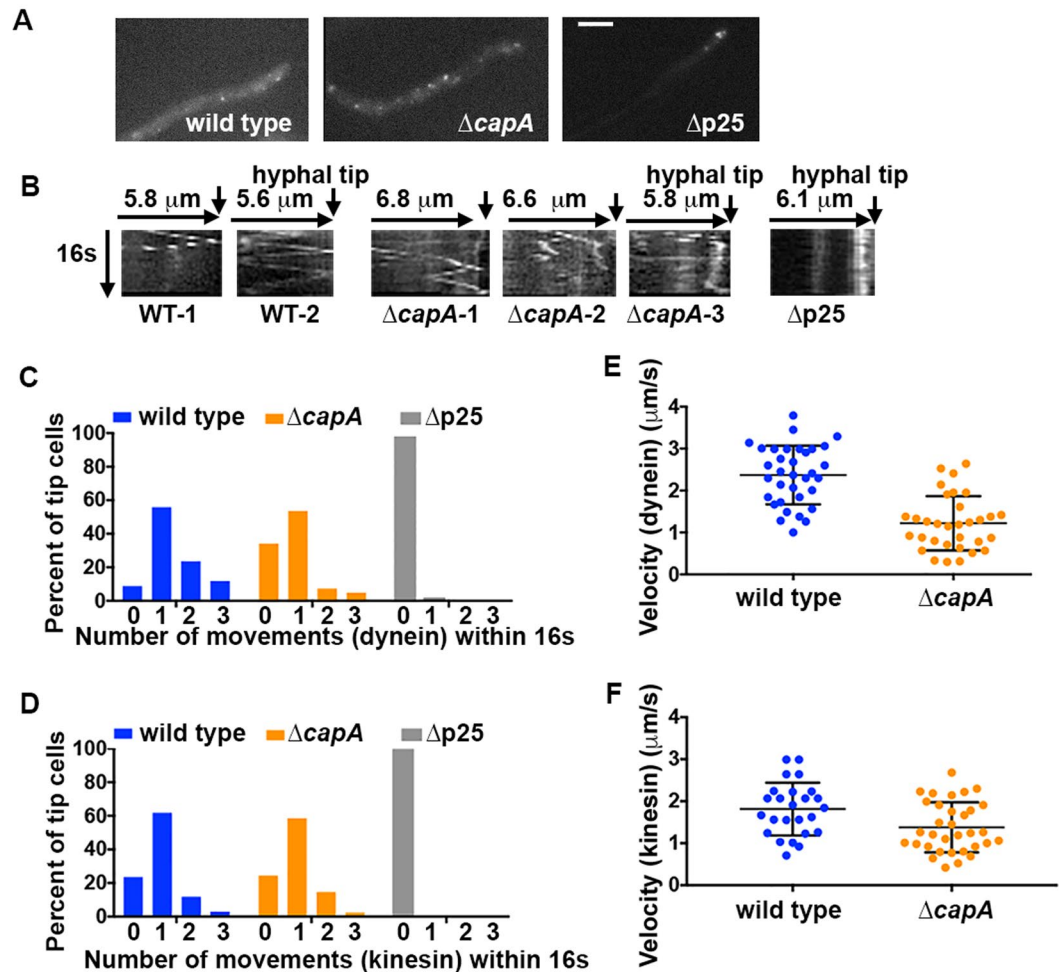 A
wild type
ΔcapA
Δp25
B
hyphal tip
hyphal tip
hyphal tip
5.8 μm
5.6 μm
6.8 μm
6.6 μm
5.8 μm
6.1 μm
16s
WT-1
WT-2
ΔcapA-1
ΔcapA-2
ΔcapA-3
Δp25
C
wild type
ΔcapA
Δp25
Percent of tip cells
100
80
60
40
20
0
0 1 2 3 0 1 2 3 0 1 2 3
Number of movements (dynein) within 16s
D
wild type
ΔcapA
Δp25
Percent of tip cells
100
80
60
40
20
0
0 1 2 3 0 1 2 3 0 1 2 3
Number of movements (kinesin) within 16s
E
Velocity (dynein) (μm/s)
4
3
2
1
0
wild type
ΔcapA
F
Velocity (kinesin) (μm/s)
4
3
2
1
0
wild type
ΔcapA